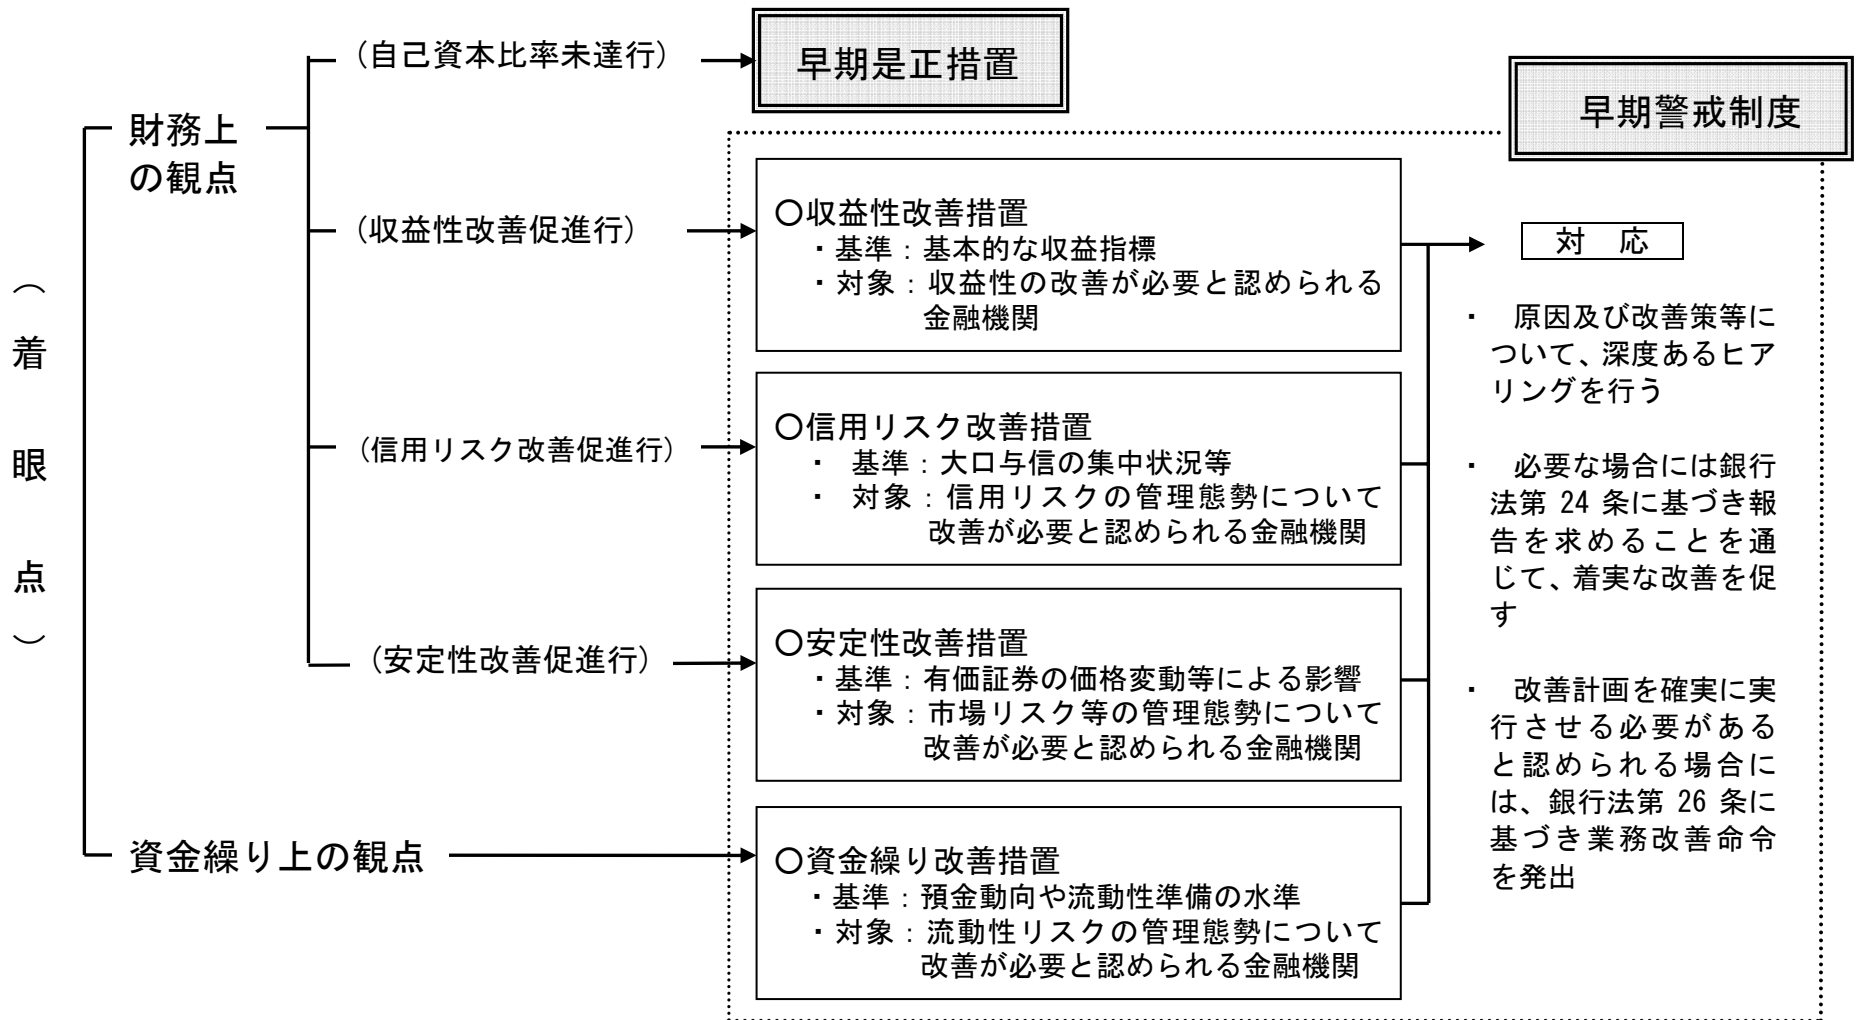 （着眼点）
財務上
の観点
（自己資本比率未達行）
早期是正措置
早期警戒制度
（収益性改善促進行）
○収益性改善措置
・基準：基本的な収益指標
・対象：収益性の改善が必要と認められる
金融機関
（信用リスク改善促進行）
○信用リスク改善措置
・ 基準：大口与信の集中状況等
・ 対象：信用リスクの管理態勢について
改善が必要と認められる金融機関
（安定性改善促進行）
○安定性改善措置
・基準：有価証券の価格変動等による影響
・対象：市場リスク等の管理態勢について
改善が必要と認められる金融機関
資金繰り上の観点
○資金繰り改善措置
・基準：預金動向や流動性準備の水準
・対象：流動性リスクの管理態勢について
改善が必要と認められる金融機関
対 応
・ 原因及び改善策等に
ついて、深度あるヒア
リングを行う
・ 必要な場合には銀行
法第 24 条に基づき報
告を求めることを通
じて、着実な改善を促
す
・ 改善計画を確実に実
行させる必要がある
と認められる場合に
は、銀行法第 26 条に
基づき業務改善命令
を発出